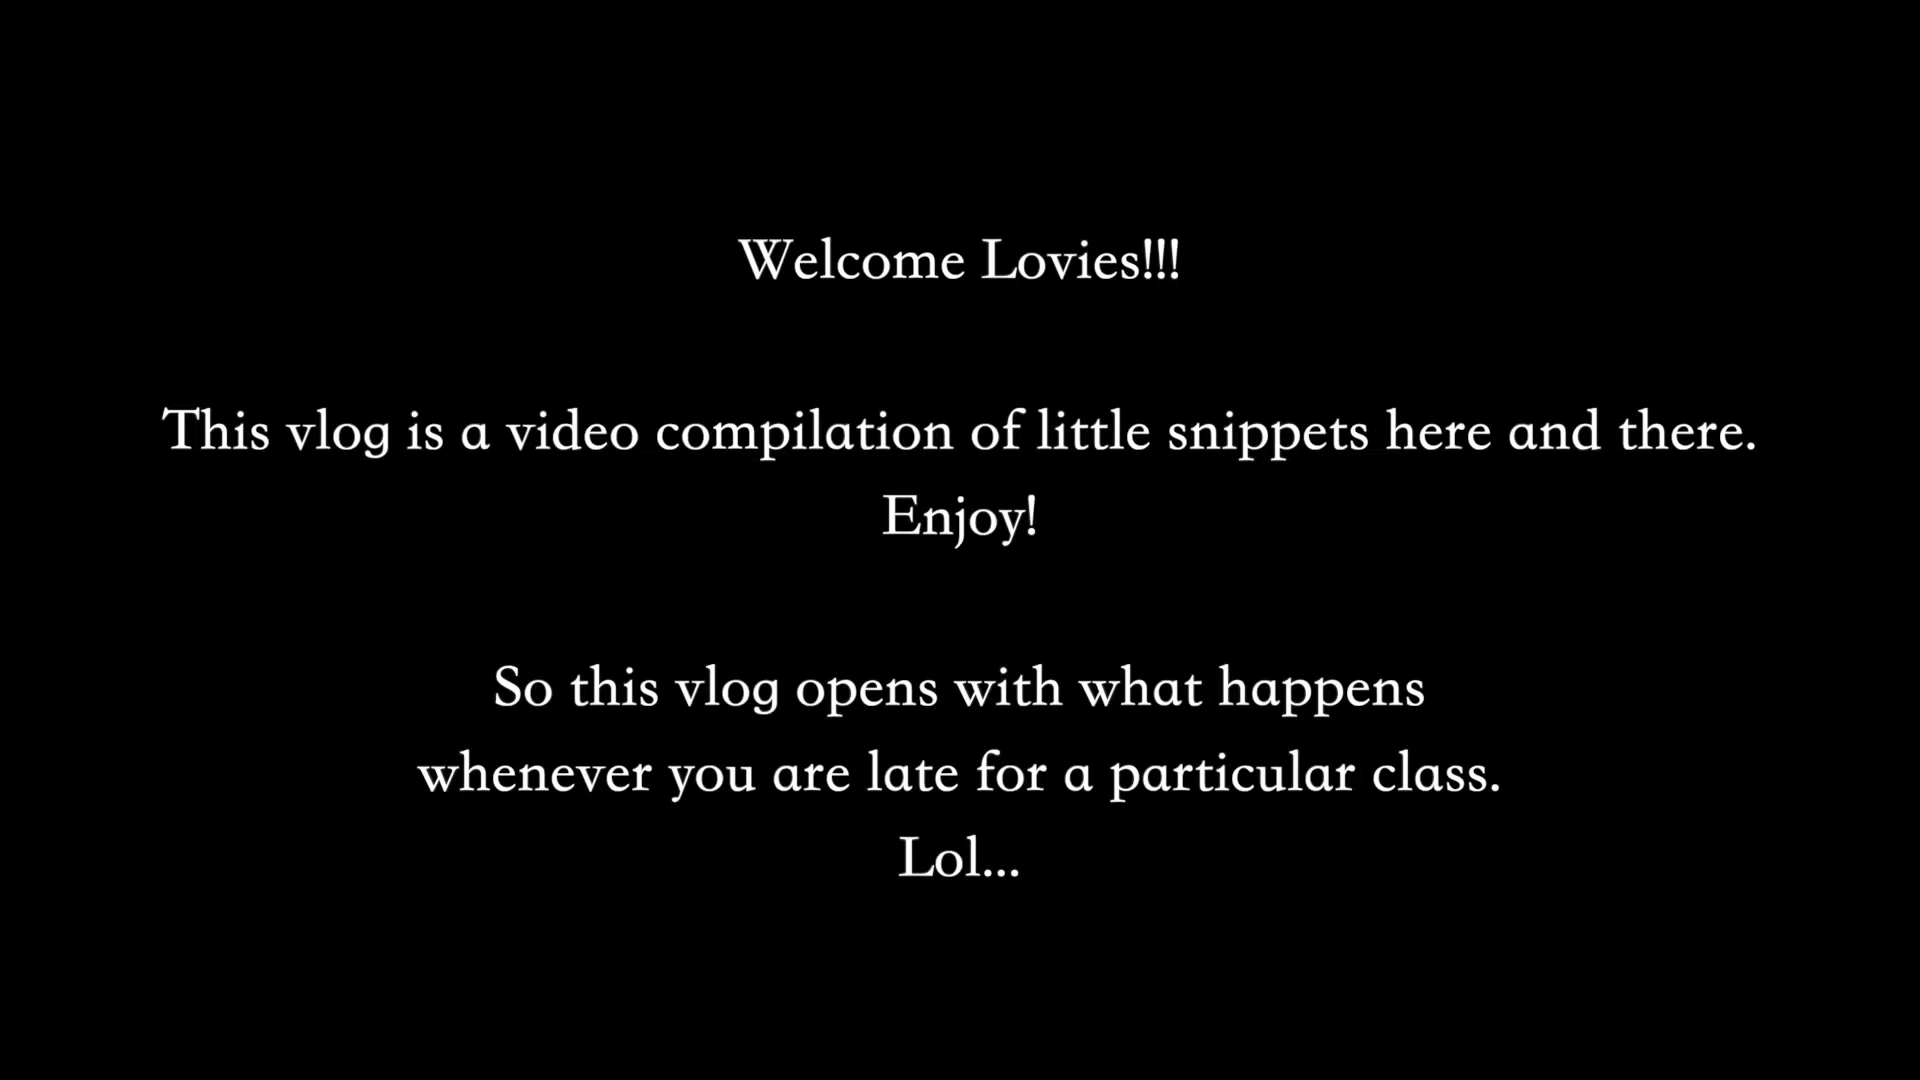 Welcome Lovies!!!
This vlog is a video compilation of little snippets here and there.
Enjoy!
So this vlog opens with what happens
whenever you are late for a particular class.
Lol...